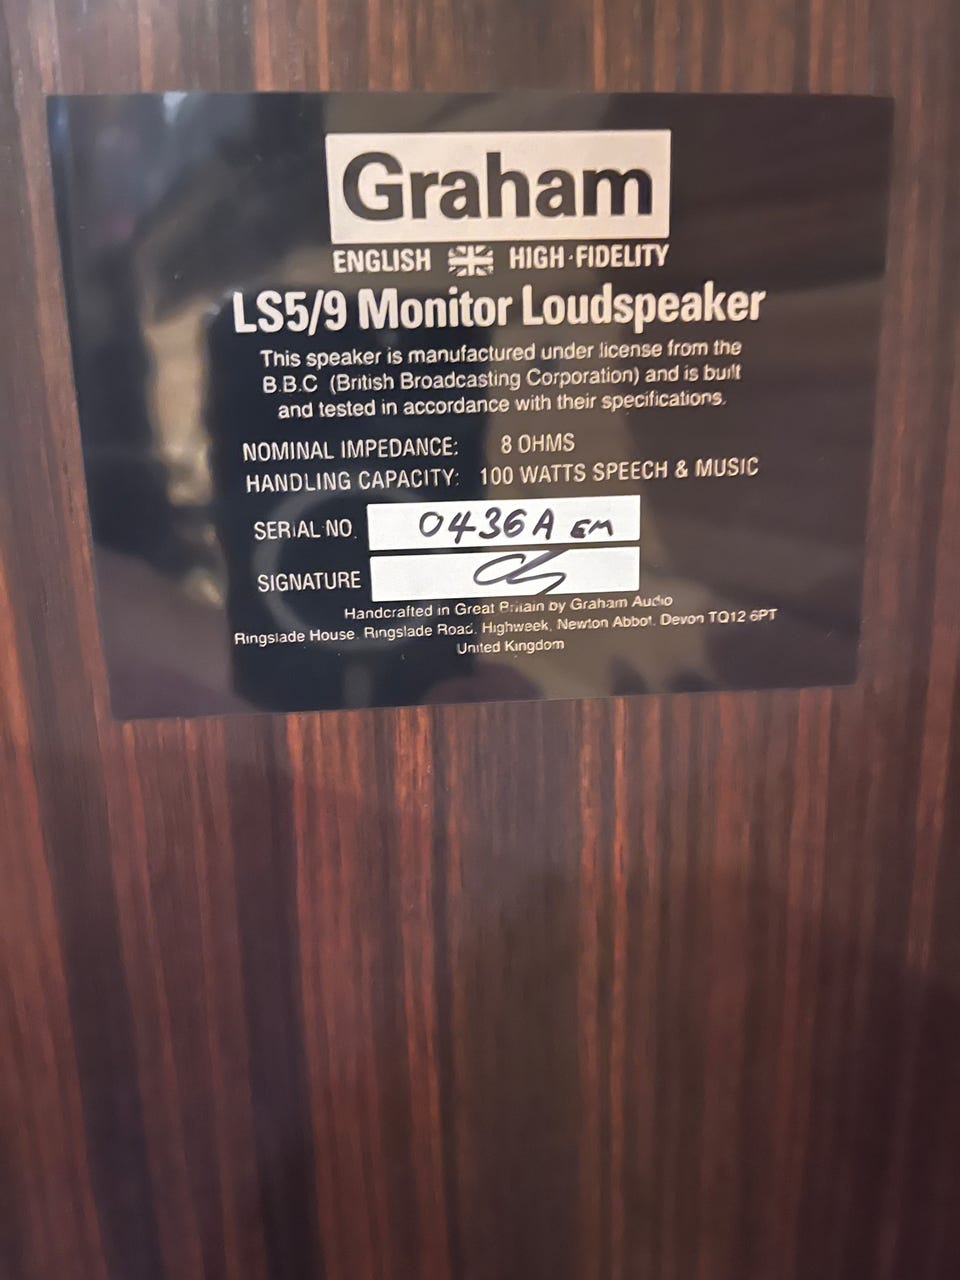 Graham
ENGLISH HIGH·FIDELITY
LS5/9 Monitor Loudspeaker
This speaker is manufactured under license from the
B.B.C (British Broadcasting Corporation) and is built
and tested in accordance with their specifications.
NOMINAL IMPEDANCE: 8 OHMS
HANDLING CAPACITY: 100 WATTS SPEECH & MUSIC
SERIAL NO. 0436A EM
SIGNATURE
Handcrafted in Great Britain by Graham Audio
Ringslade House, Ringslade Road, Highweek, Newton Abbot, Devon TQ12 6PT
United Kingdom